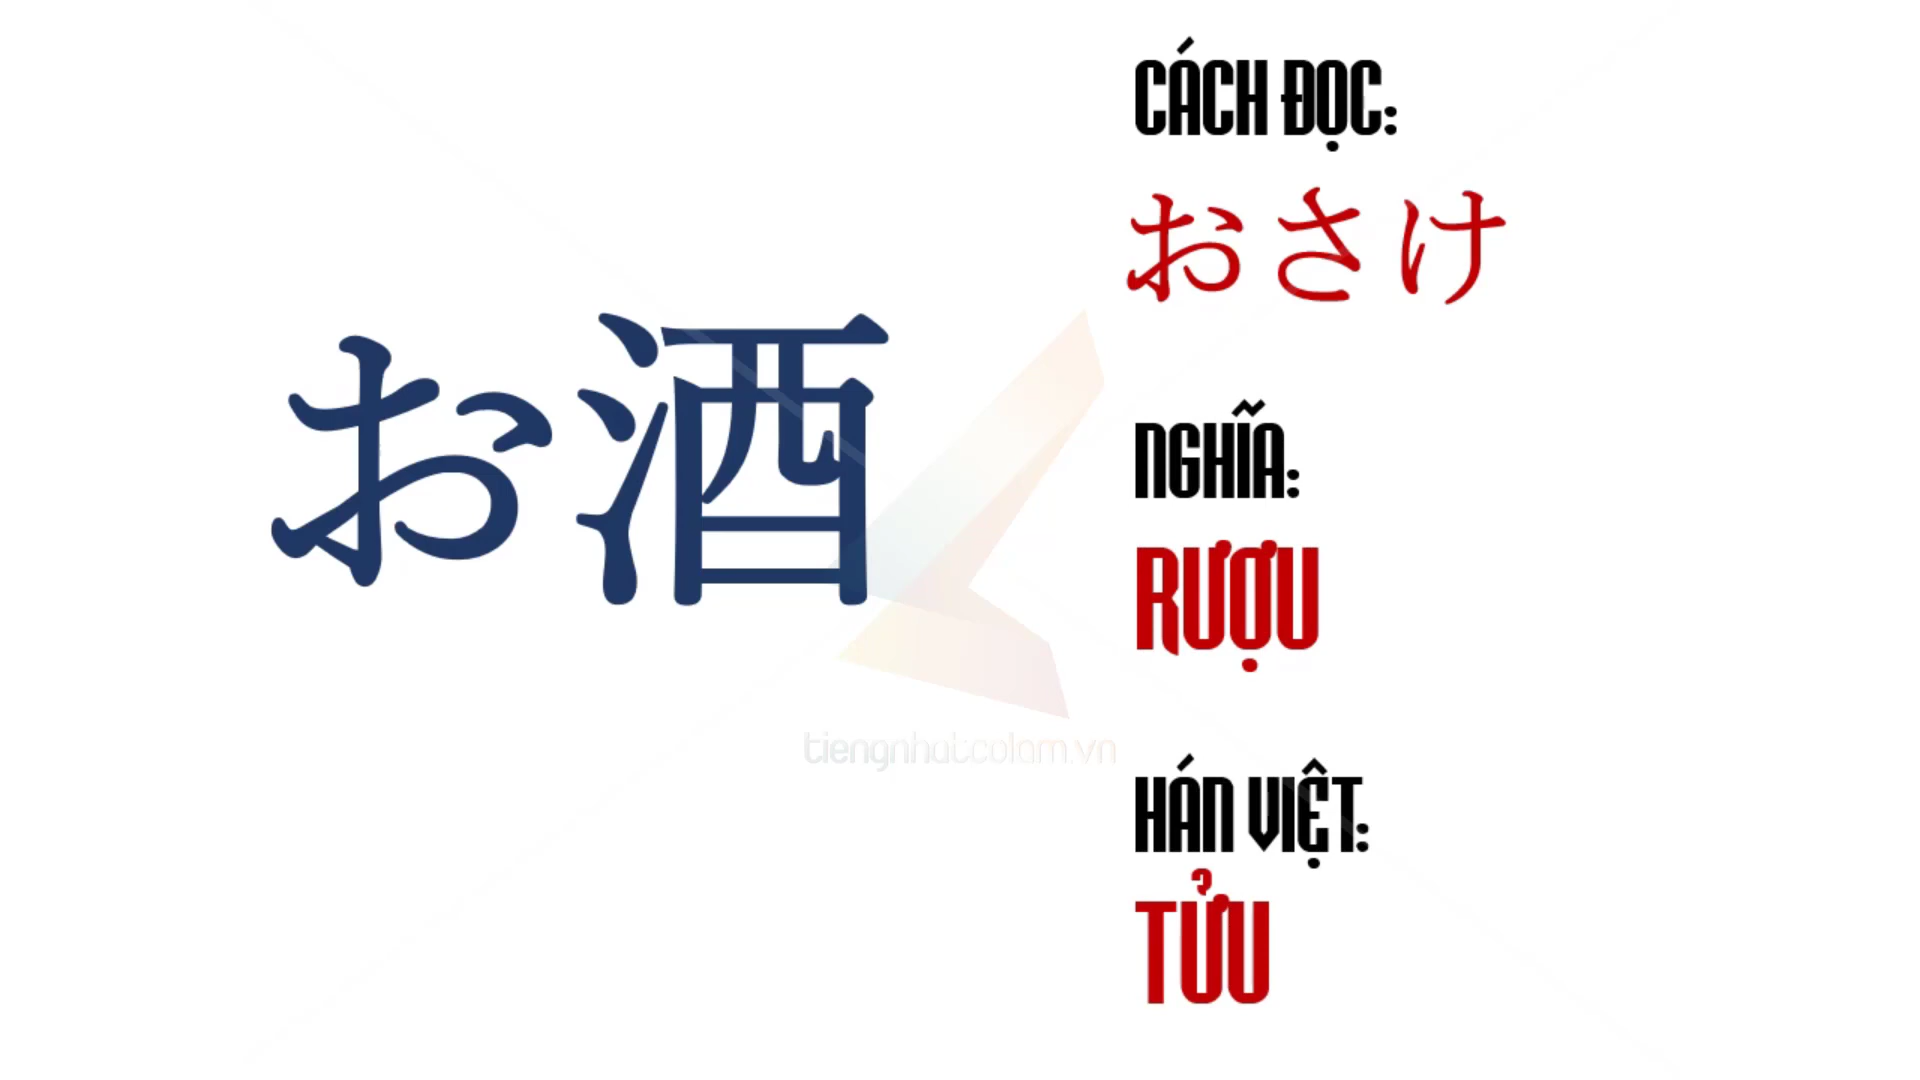 お酒
CÁCH ĐỌC:
おさけ
NGHĨA:
RƯỢU
HÁN VIỆT:
TỬU
tiengnhatcolam.vn